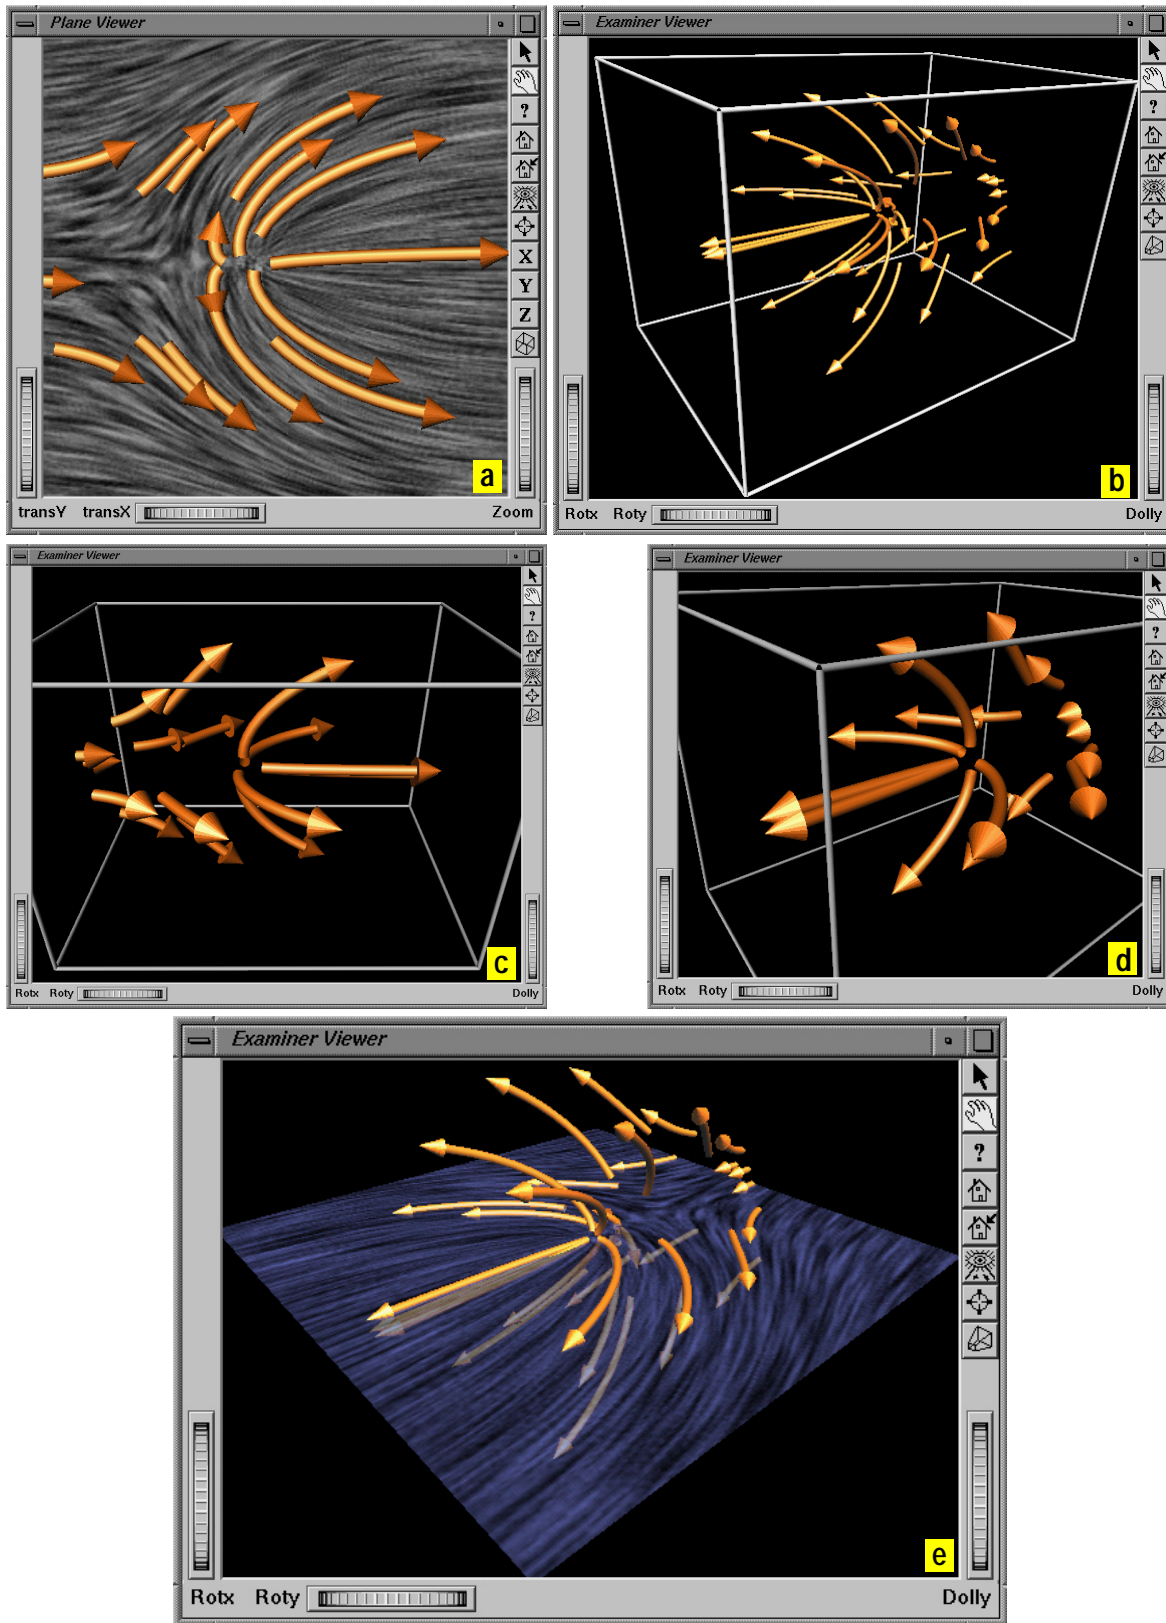 Plane Viewer
?
X
Y
Z
a
transY transX Zoom
Examiner Viewer
?
b
Rotx Roty Dolly
Examiner Viewer
?
c
Rotx Roty Dolly
Examiner Viewer
?
d
Rotx Roty Dolly
Examiner Viewer
?
e
Rotx Roty Dolly